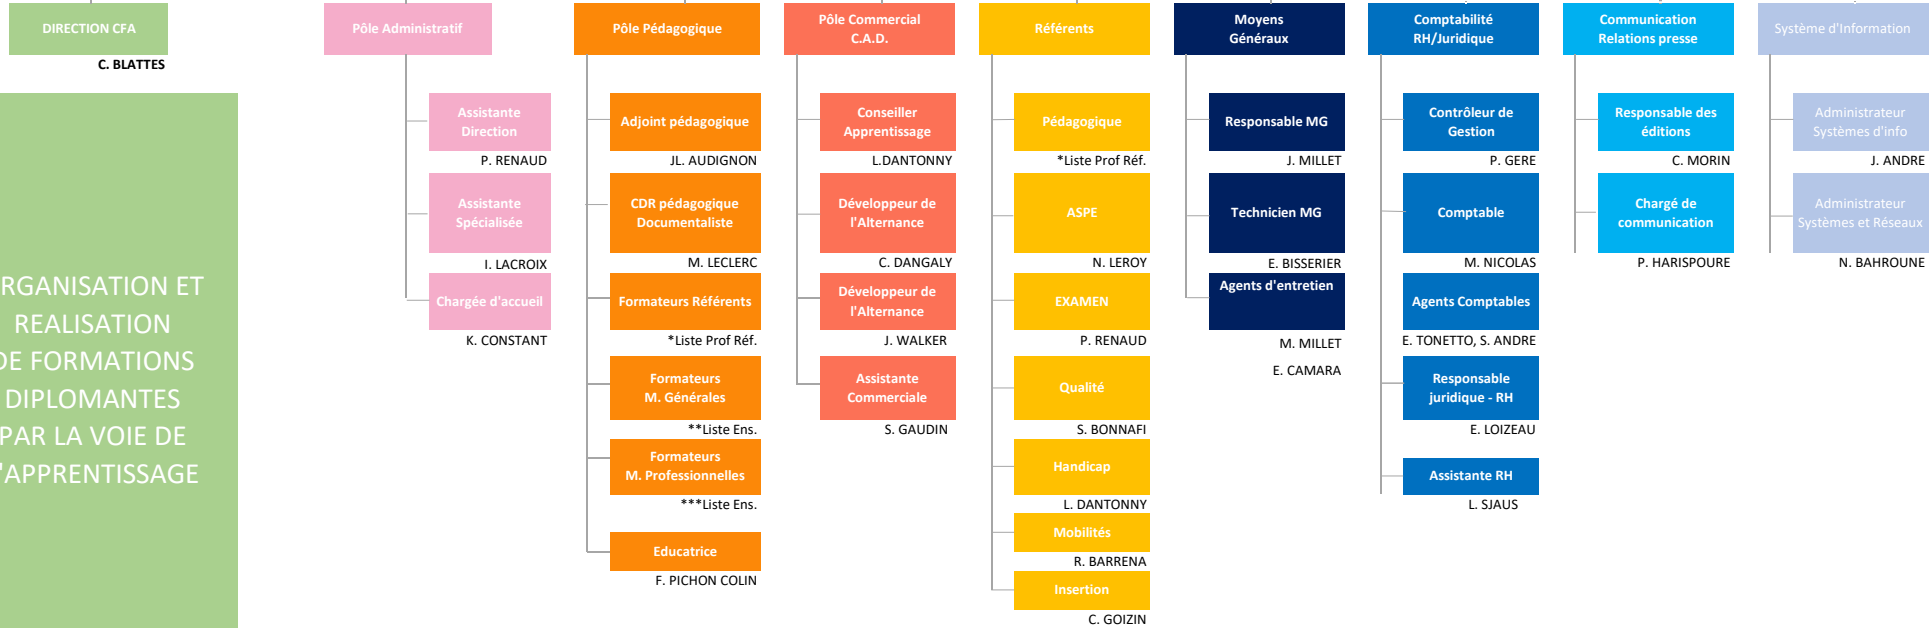 DIRECTION CFA
C. BLATTES
RGANISATION ET
REALISATION
DE FORMATIONS
DIPLOMANTES
PAR LA VOIE DE
'APPRENTISSAGE
Pôle Administratif
Assistante
Direction
P. RENAUD
Assistante
Spécialisée
I. LACROIX
Chargée d'accueil
K. CONSTANT
Pôle Pédagogique
Adjoint pédagogique
JL. AUDIGNON
CDR pédagogique
Documentaliste
M. LECLERC
Formateurs Référents
*Liste Prof Réf.
Formateurs
M. Générales
**Liste Ens.
Formateurs
M. Professionnelles
***Liste Ens.
Educatrice
F. PICHON COLIN
Pôle Commercial
C.A.D.
Conseiller
Apprentissage
L.DANTONNY
Développeur de
l'Alternance
C. DANGALY
Développeur de
l'Alternance
J. WALKER
Assistante
Commerciale
S. GAUDIN
Référents
Pédagogique
*Liste Prof Réf.
ASPE
N. LEROY
EXAMEN
P. RENAUD
Qualité
S. BONNAFI
Handicap
L. DANTONNY
Mobilités
R. BARRENA
Insertion
C. GOIZIN
Moyens
Généraux
Responsable MG
J. MILLET
Technicien MG
E. BISSERIER
Agents d'entretien
M. MILLET
E. CAMARA
Comptabilité
RH/Juridique
Contrôleur de
Gestion
P. GERE
Comptable
M. NICOLAS
Agents Comptables
E. TONETTO, S. ANDRE
Responsable
juridique - RH
E. LOIZEAU
Assistante RH
L. SJAUS
Communication
Relations presse
Responsable des
éditions
C. MORIN
Chargé de
communication
P. HARISPOURE
Système d'Information
Administrateur
Systèmes d'info
J. ANDRE
Administrateur
Systèmes et Réseaux
N. BAHROUNE